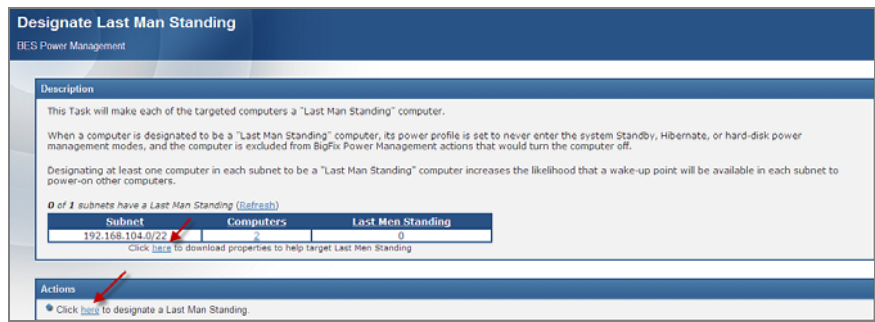 Designate Last Man Standing
BES Power Management
Description
This Task will make each of the targeted computers a "Last Man Standing" computer.
When a computer is designated to be a "Last Man Standing" computer, its power profile is set to never enter the system Standby, Hibernate, or hard-disk power
management modes, and the computer is excluded from BigFix Power Management actions that would turn the computer off.
Designating at least one computer in each subnet to be a "Last Man Standing" computer increases the likelihood that a wake-up point will be available in each subnet to
power-on other computers.
0 of 1 subnets have a Last Man Standing (Refresh)
Subnet Computers Last Men Standing
192.168.104.0/22 2 0
Click here to download properties to help target Last Men Standing
Actions
Click here to designate a Last Man Standing.